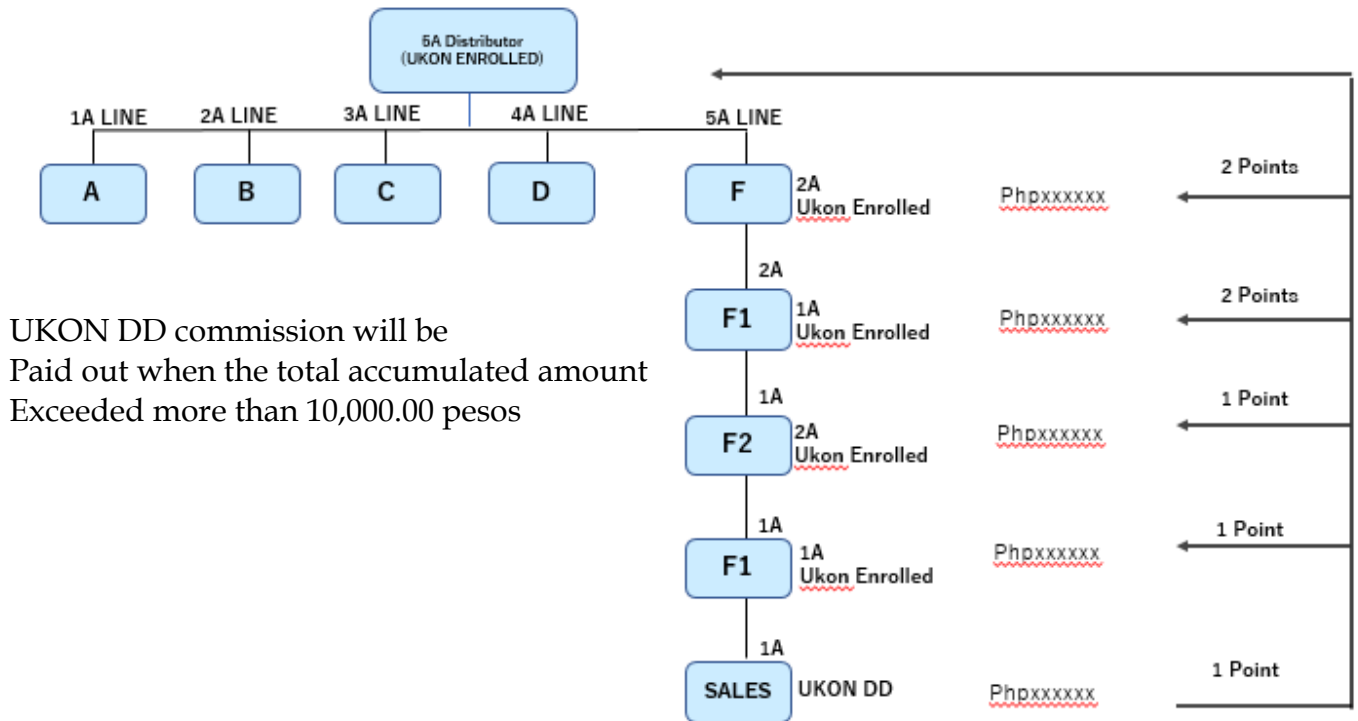 5A Distributor
(UKON ENROLLED)
1A LINE
2A LINE
3A LINE
4A LINE
5A LINE
A
B
C
D
F
2A
Ukon Enrolled
Phpxxxxxx
2 Points
2A
F1
1A
Ukon Enrolled
Phpxxxxxx
2 Points
UKON DD commission will be
Paid out when the total accumulated amount
Exceeded more than 10,000.00 pesos
1A
F2
2A
Ukon Enrolled
Phpxxxxxx
1 Point
1A
F1
1A
Ukon Enrolled
Phpxxxxxx
1 Point
1A
SALES
UKON DD
Phpxxxxxx
1 Point